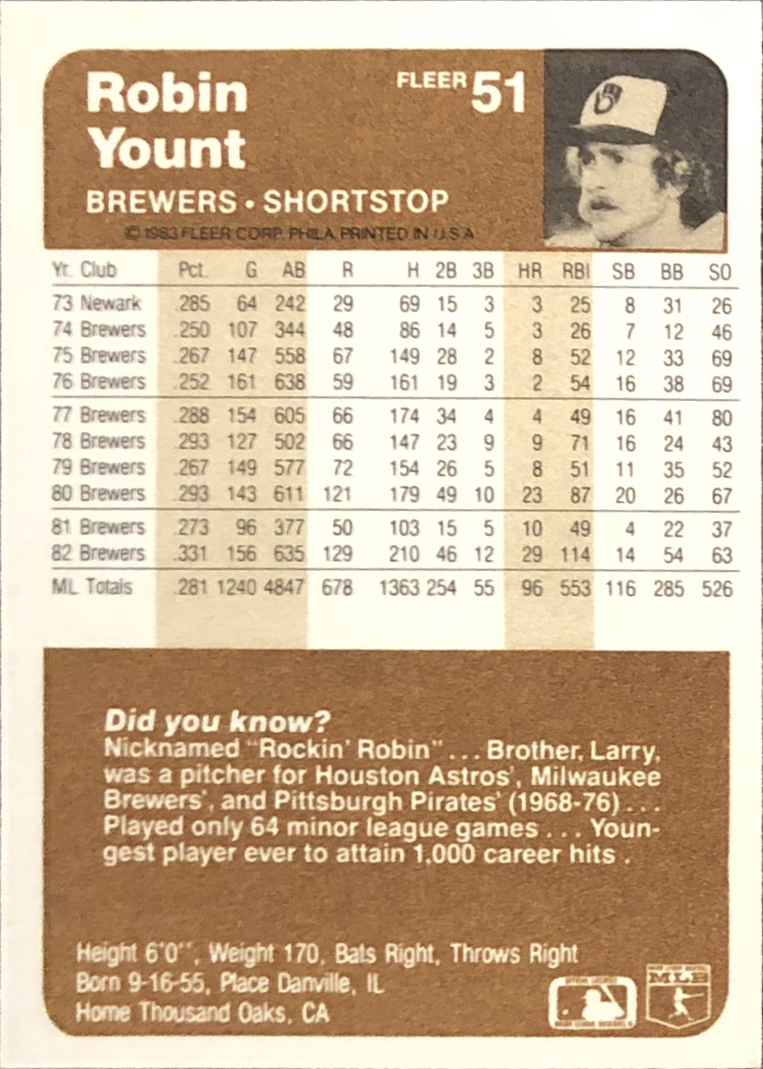 Robin
Yount
FLEER 51
BREWERS • SHORTSTOP
© 1983 FLEER CORP. PHILA. PRINTED IN U.S.A.
Yr. Club Pct. G AB R H 2B 3B HR RBI SB BB SO
73 Newark .285 64 242 29 69 15 3 3 25 8 31 26
74 Brewers .250 107 344 48 86 14 5 3 26 7 12 46
75 Brewers .267 147 558 67 149 28 2 8 52 12 33 69
76 Brewers .252 161 638 59 161 19 3 2 54 16 38 69
77 Brewers .288 154 605 66 174 34 4 4 49 16 41 80
78 Brewers .293 127 502 66 147 23 9 9 71 16 24 43
79 Brewers .267 149 577 72 154 26 5 8 51 11 35 52
80 Brewers .293 143 611 121 179 49 10 23 87 20 26 67
81 Brewers .273 96 377 50 103 15 5 10 49 4 22 37
82 Brewers .331 156 635 129 210 46 12 29 114 14 54 63
ML Totals .281 1240 4847 678 1363 254 55 96 553 116 285 526
Did you know?
Nicknamed "Rockin' Robin" ... Brother, Larry,
was a pitcher for Houston Astros', Milwaukee
Brewers', and Pittsburgh Pirates' (1968-76) ...
Played only 64 minor league games ... Youn-
gest player ever to attain 1,000 career hits .
Height 6'0'', Weight 170, Bats Right, Throws Right
Born 9-16-55, Place Danville, IL
Home Thousand Oaks, CA